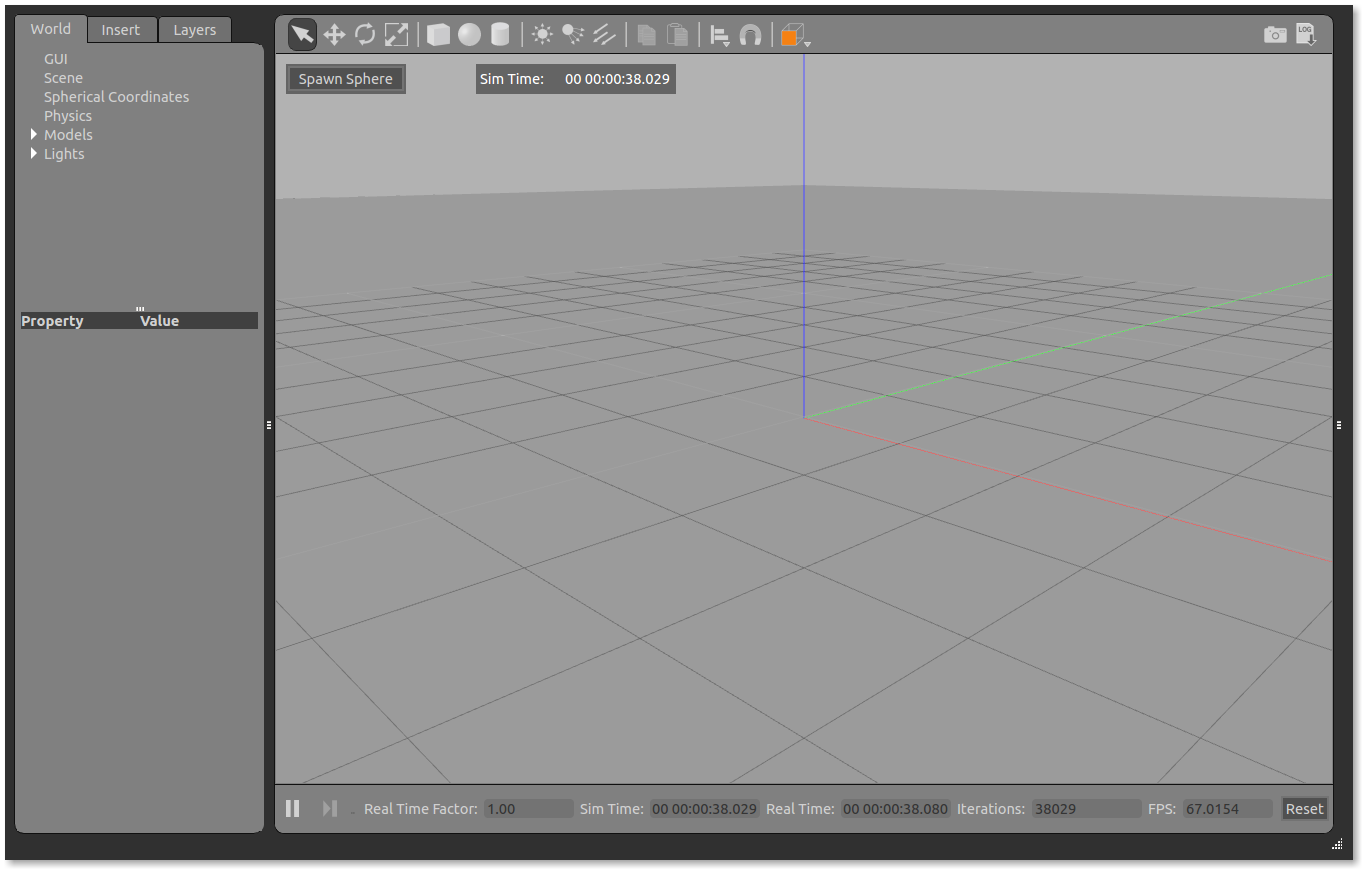 World Insert Layers
GUI
Scene
Spherical Coordinates
Physics
Models
Lights
Property Value
LOG
Spawn Sphere
Sim Time: 00 00:00:38.029
Real Time Factor: 1.00 Sim Time: 00 00:00:38.029 Real Time: 00 00:00:38.080 Iterations: 38029 FPS: 67.0154 Reset